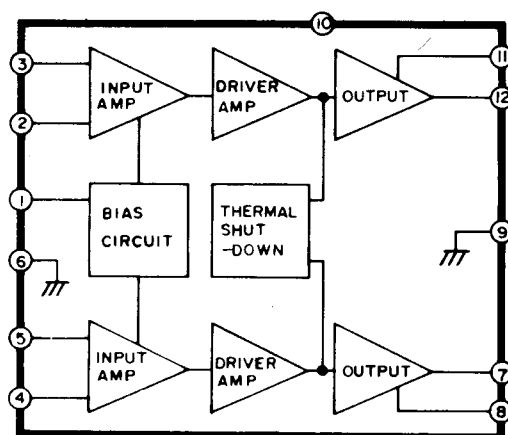 10
3
11
INPUT
AMP
DRIVER
AMP
OUTPUT
12
2
1
BIAS
CIRCUIT
THERMAL
SHUT
-DOWN
9
6
5
INPUT
AMP
DRIVER
AMP
OUTPUT
7
4
8